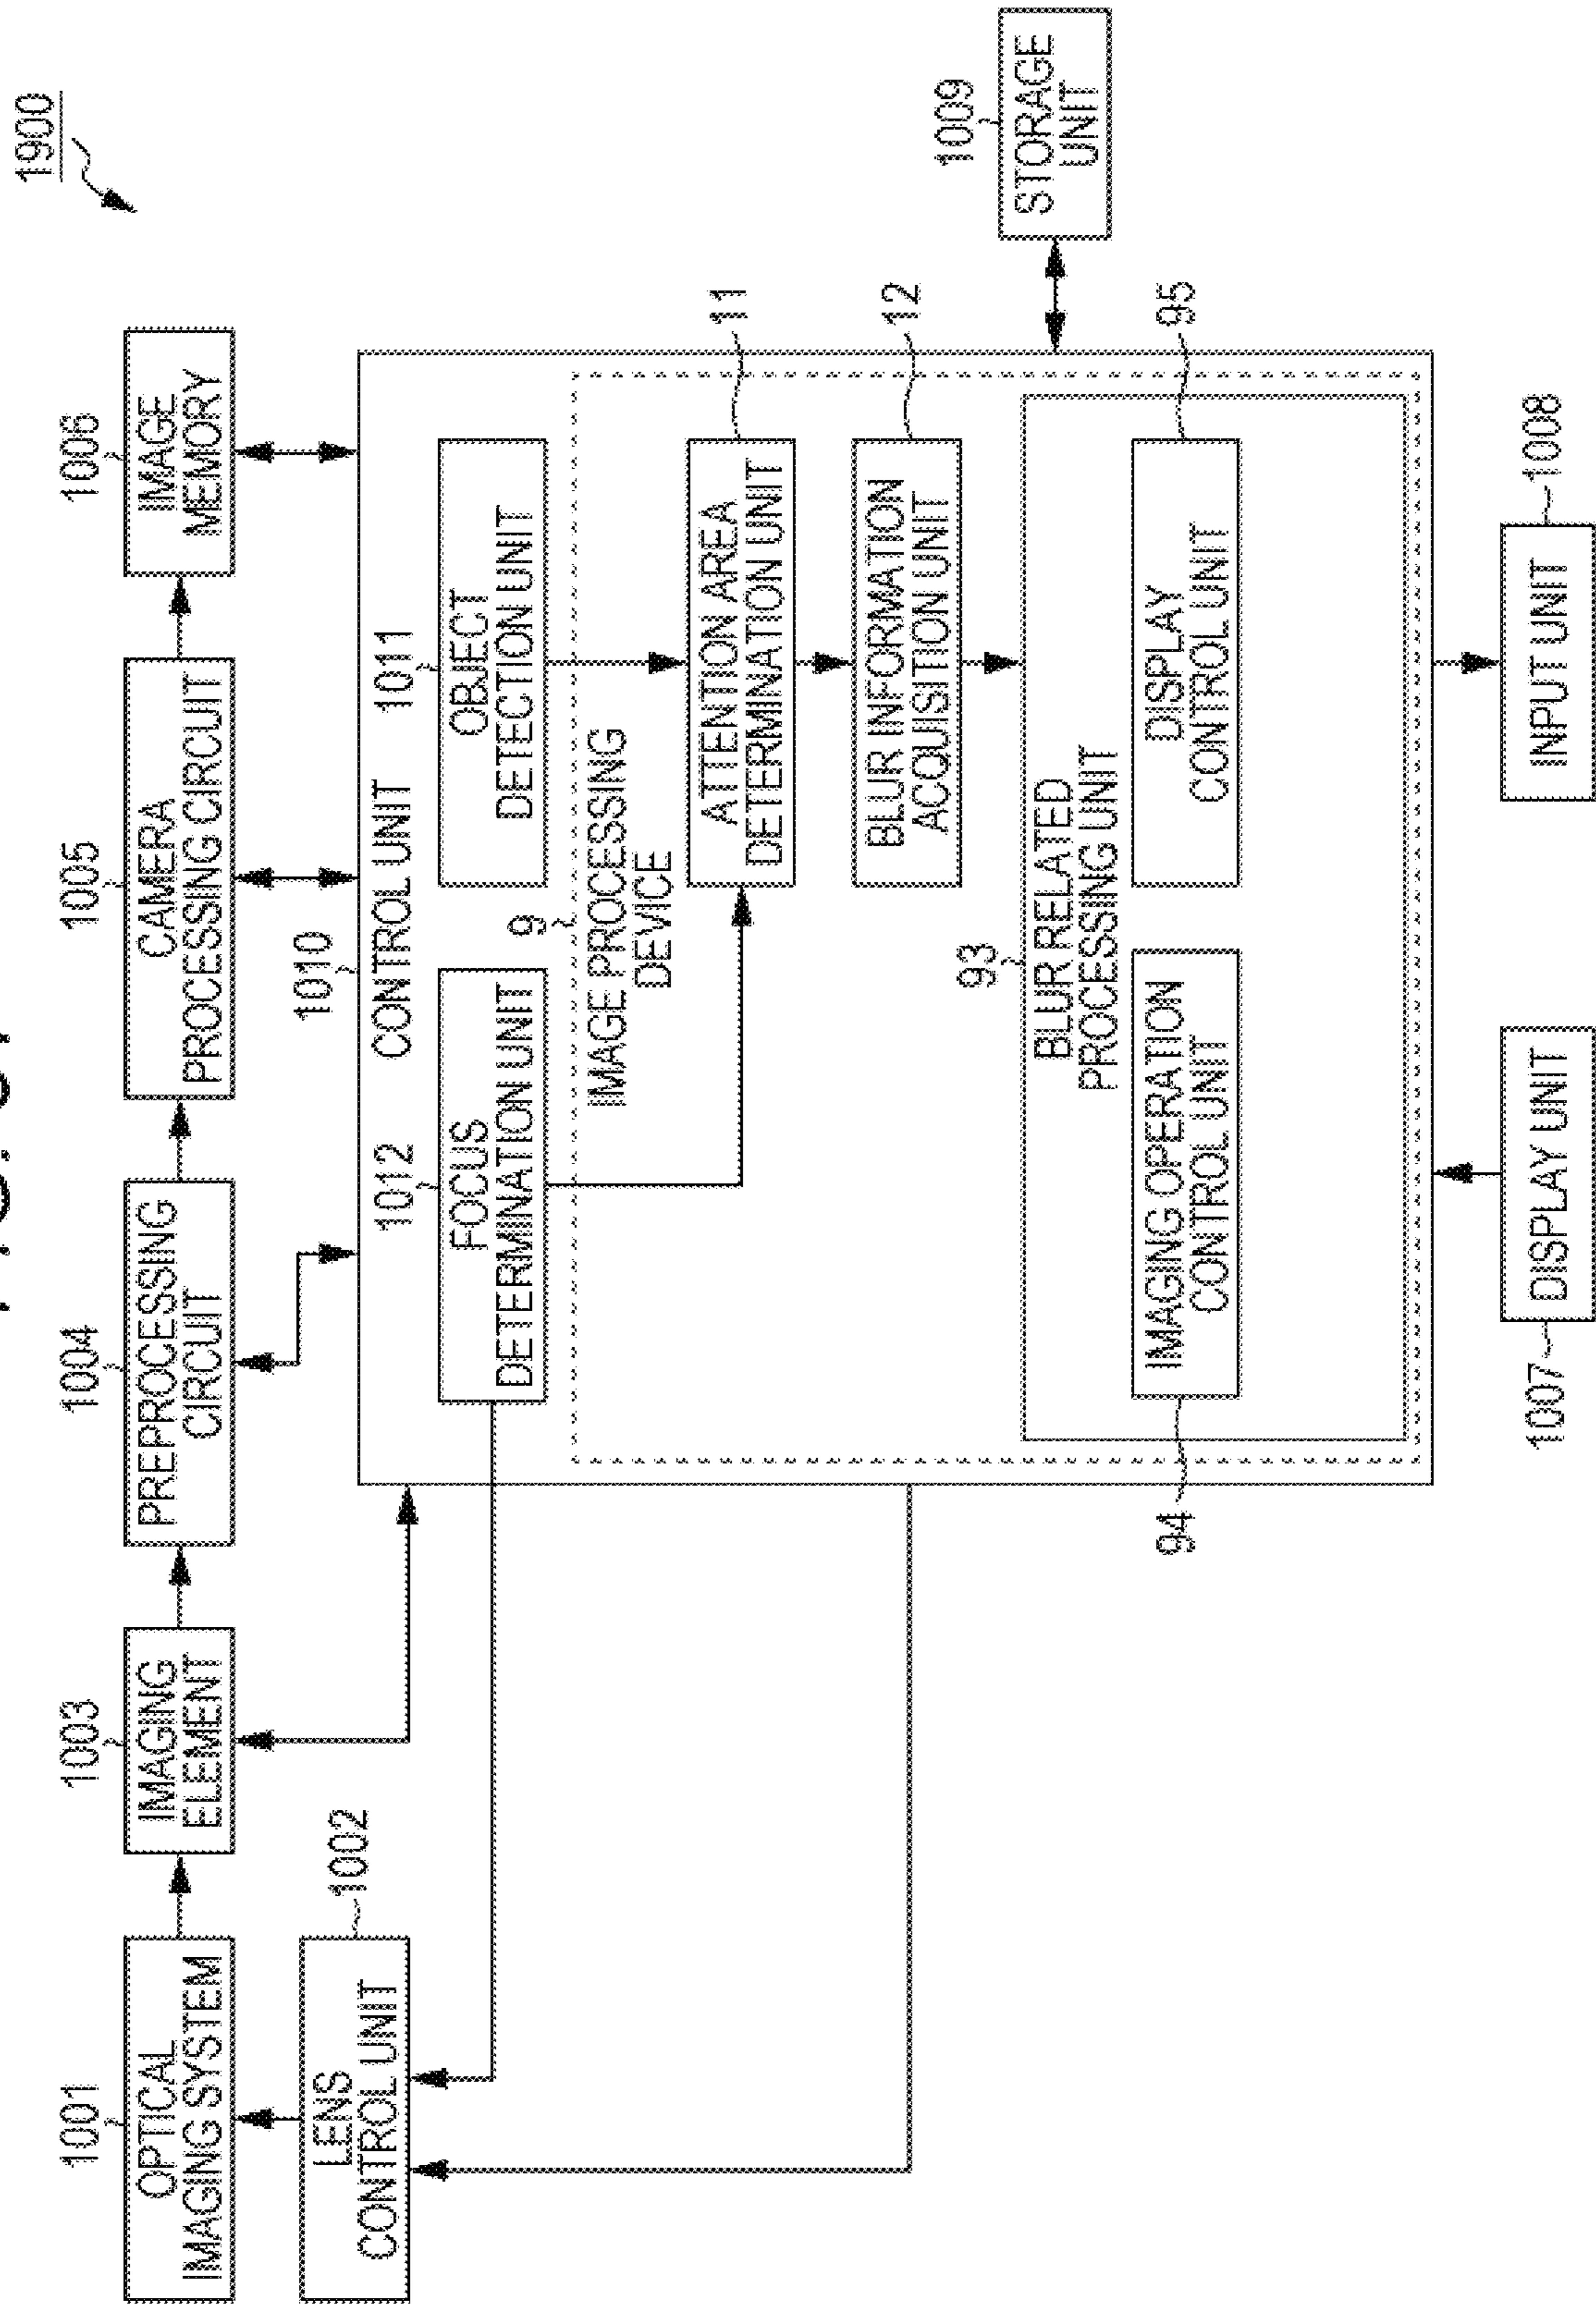 1900
1001
OPTICAL
IMAGING SYSTEM
1003
IMAGING
ELEMENT
1004
PREPROCESSING
CIRCUIT
1005
CAMERA
PROCESSING CIRCUIT
1006
IMAGE
MEMORY
1002
LENS
CONTROL UNIT
1010
CONTROL UNIT
1012
FOCUS
DETERMINATION UNIT
1011
OBJECT
DETECTION UNIT
9
IMAGE PROCESSING
DEVICE
ATTENTION AREA
DETERMINATION UNIT
11
BLUR INFORMATION
ACQUISITION UNIT
12
1009
STORAGE
UNIT
93
BLUR RELATED
PROCESSING UNIT
94
IMAGING OPERATION
CONTROL UNIT
DISPLAY
CONTROL UNIT
95
1007
DISPLAY UNIT
INPUT UNIT
1008